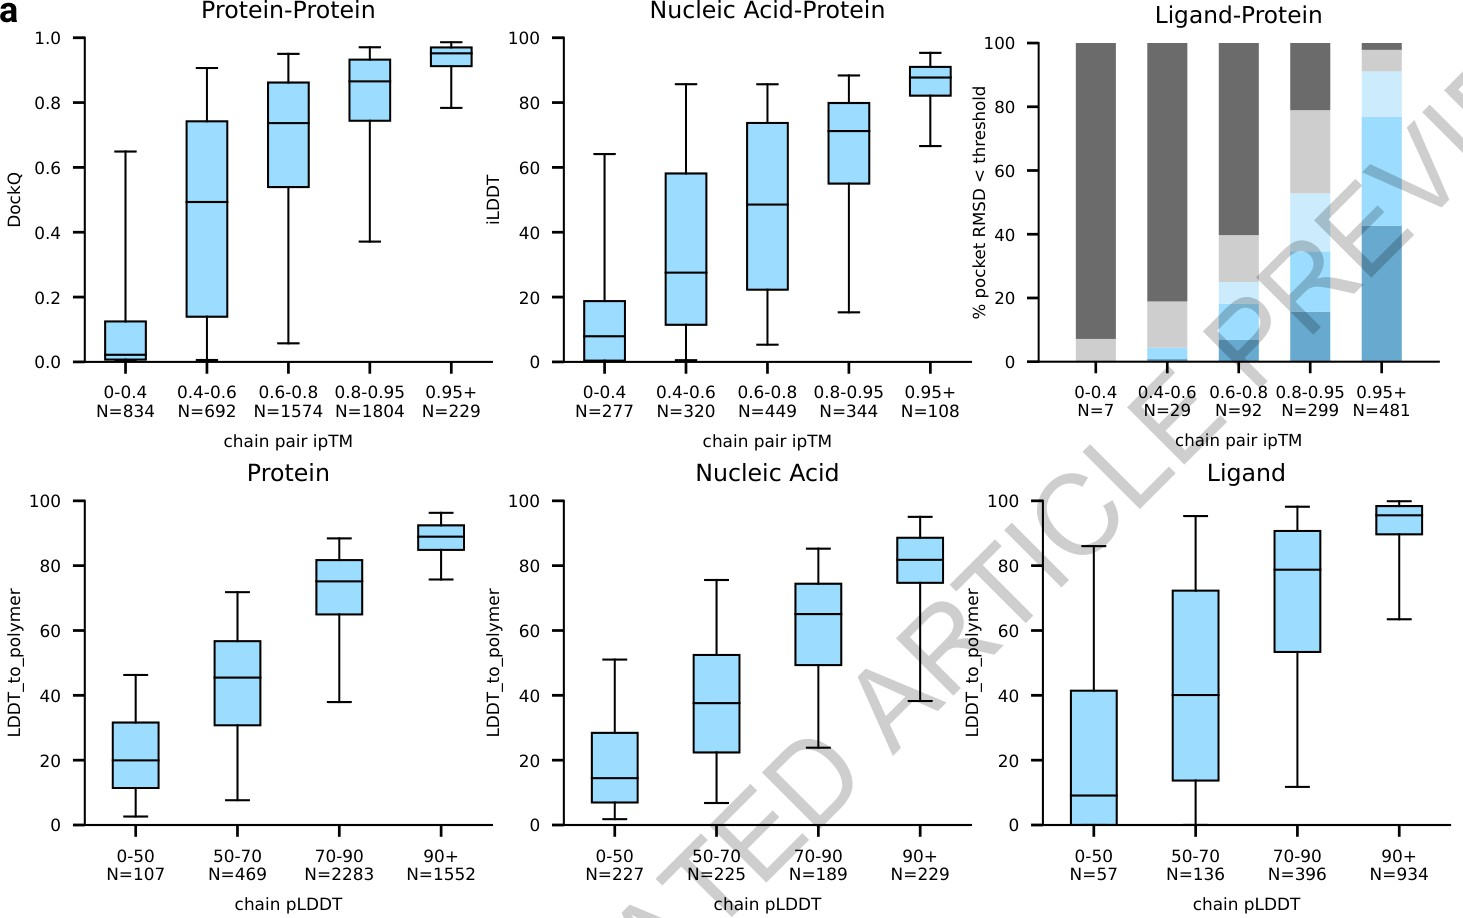 a
Protein-Protein
DockQ
1.0
0.8
0.6
0.4
0.2
0.0
0-0.4 0.4-0.6 0.6-0.8 0.8-0.95 0.95+
N=834 N=692 N=1574 N=1804 N=229
chain pair ipTM
Nucleic Acid-Protein
iLDDT
100
80
60
40
20
0
0-0.4 0.4-0.6 0.6-0.8 0.8-0.95 0.95+
N=277 N=320 N=449 N=344 N=108
chain pair ipTM
Ligand-Protein
% pocket RMSD < threshold
100
80
60
40
20
0
0-0.4 0.4-0.6 0.6-0.8 0.8-0.95 0.95+
N=7 N=29 N=92 N=299 N=481
chain pair ipTM
Protein
LDDT_to_polymer
100
80
60
40
20
0
0-50 50-70 70-90 90+
N=107 N=469 N=2283 N=1552
chain pLDDT
Nucleic Acid
LDDT_to_polymer
100
80
60
40
20
0
0-50 50-70 70-90 90+
N=227 N=225 N=189 N=229
chain pLDDT
Ligand
LDDT_to_polymer
100
80
60
40
20
0
0-50 50-70 70-90 90+
N=57 N=136 N=396 N=934
chain pLDDT
ATED ARTICLE PREVI